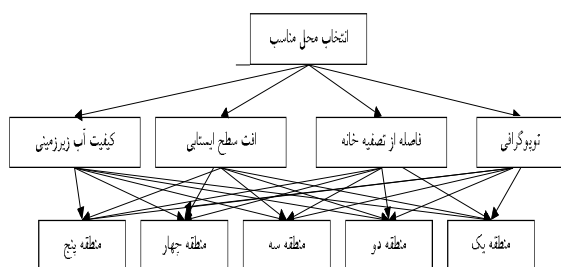 انتخاب محل مناسب
توپوگرافی
فاصله از تصفیه خانه
افت سطح ایستابی
کیفیت آب زیرزمینی
منطقه یک
منطقه دو
منطقه سه
منطقه چهار
منطقه پنج